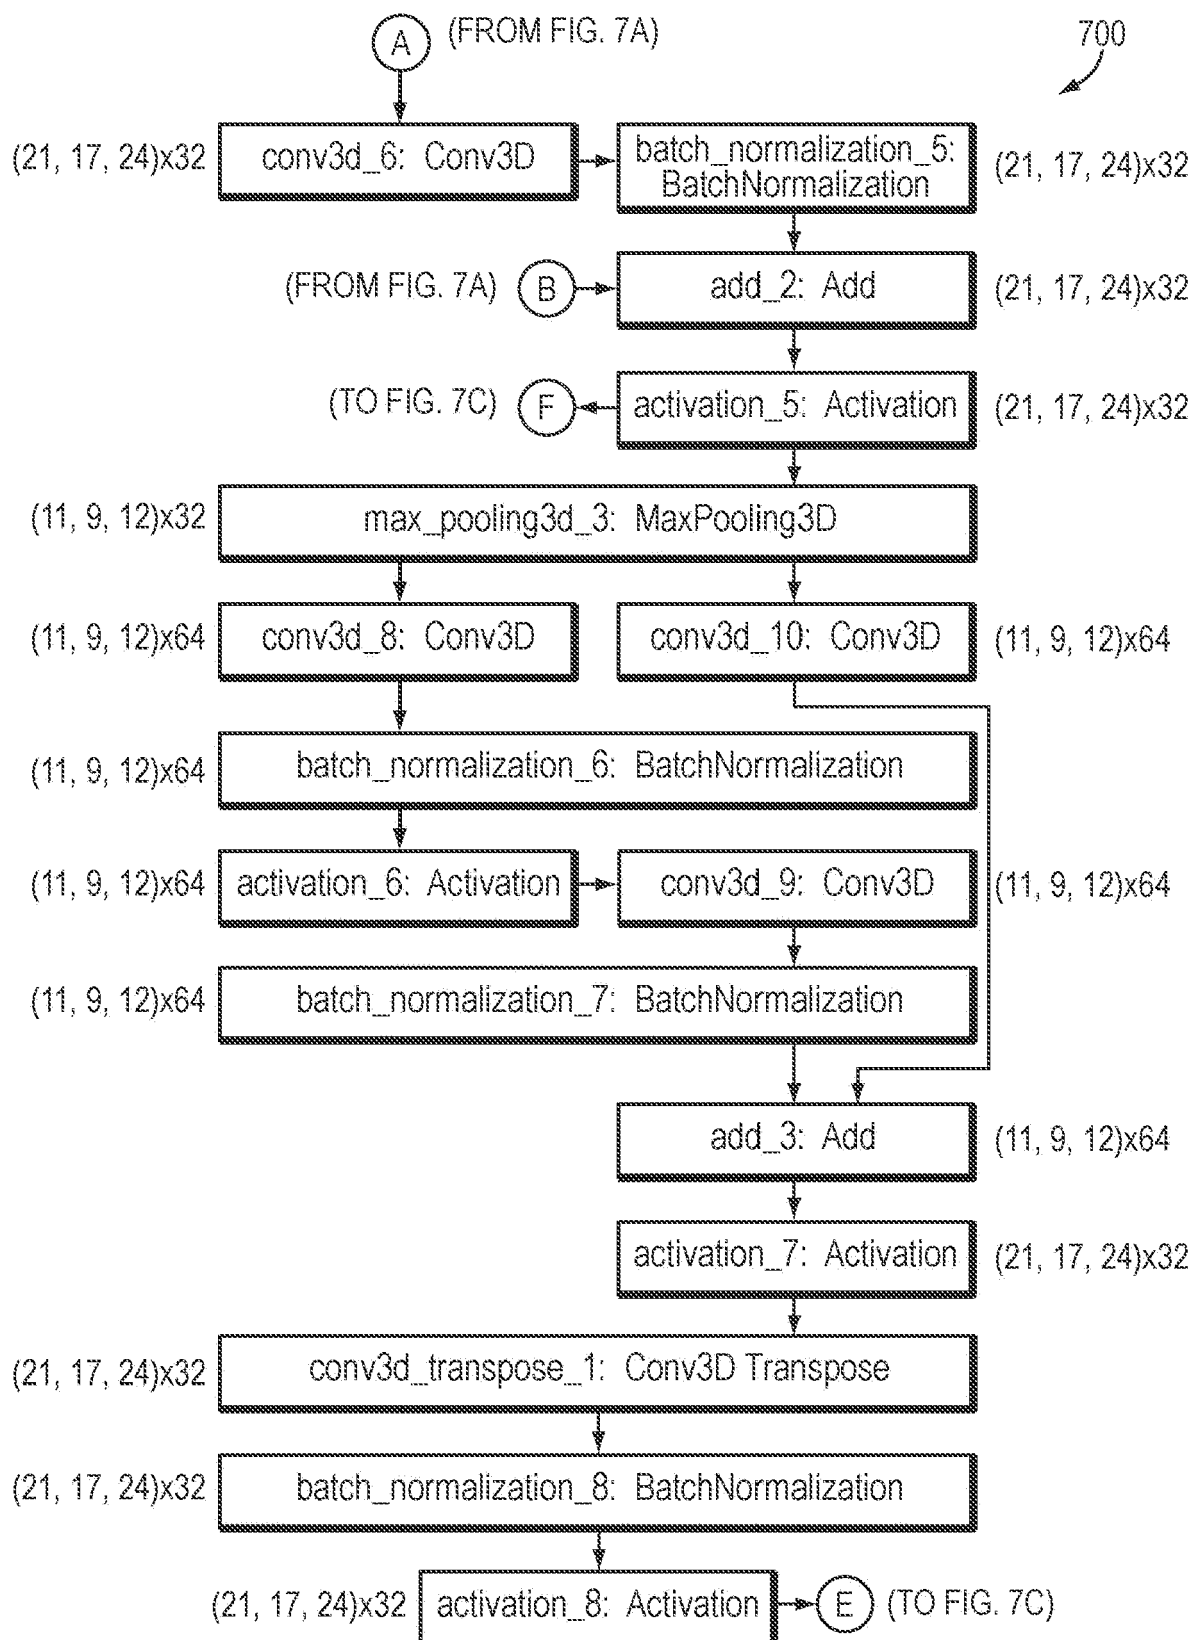 A (FROM FIG. 7A)
700
(21, 17, 24)x32 conv3d_6: Conv3D batch_normalization_5: (21, 17, 24)x32
BatchNormalization
(FROM FIG. 7A) B add_2: Add (21, 17, 24)x32
(TO FIG. 7C) F activation_5: Activation (21, 17, 24)x32
(11, 9, 12)x32 max_pooling3d_3: MaxPooling3D
(11, 9, 12)x64 conv3d_8: Conv3D conv3d_10: Conv3D (11, 9, 12)x64
(11, 9, 12)x64 batch_normalization_6: BatchNormalization
(11, 9, 12)x64 activation_6: Activation conv3d_9: Conv3D (11, 9, 12)x64
(11, 9, 12)x64 batch_normalization_7: BatchNormalization
add_3: Add (11, 9, 12)x64
activation_7: Activation (21, 17, 24)x32
(21, 17, 24)x32 conv3d_transpose_1: Conv3D Transpose
(21, 17, 24)x32 batch_normalization_8: BatchNormalization
(21, 17, 24)x32 activation_8: Activation E (TO FIG. 7C)